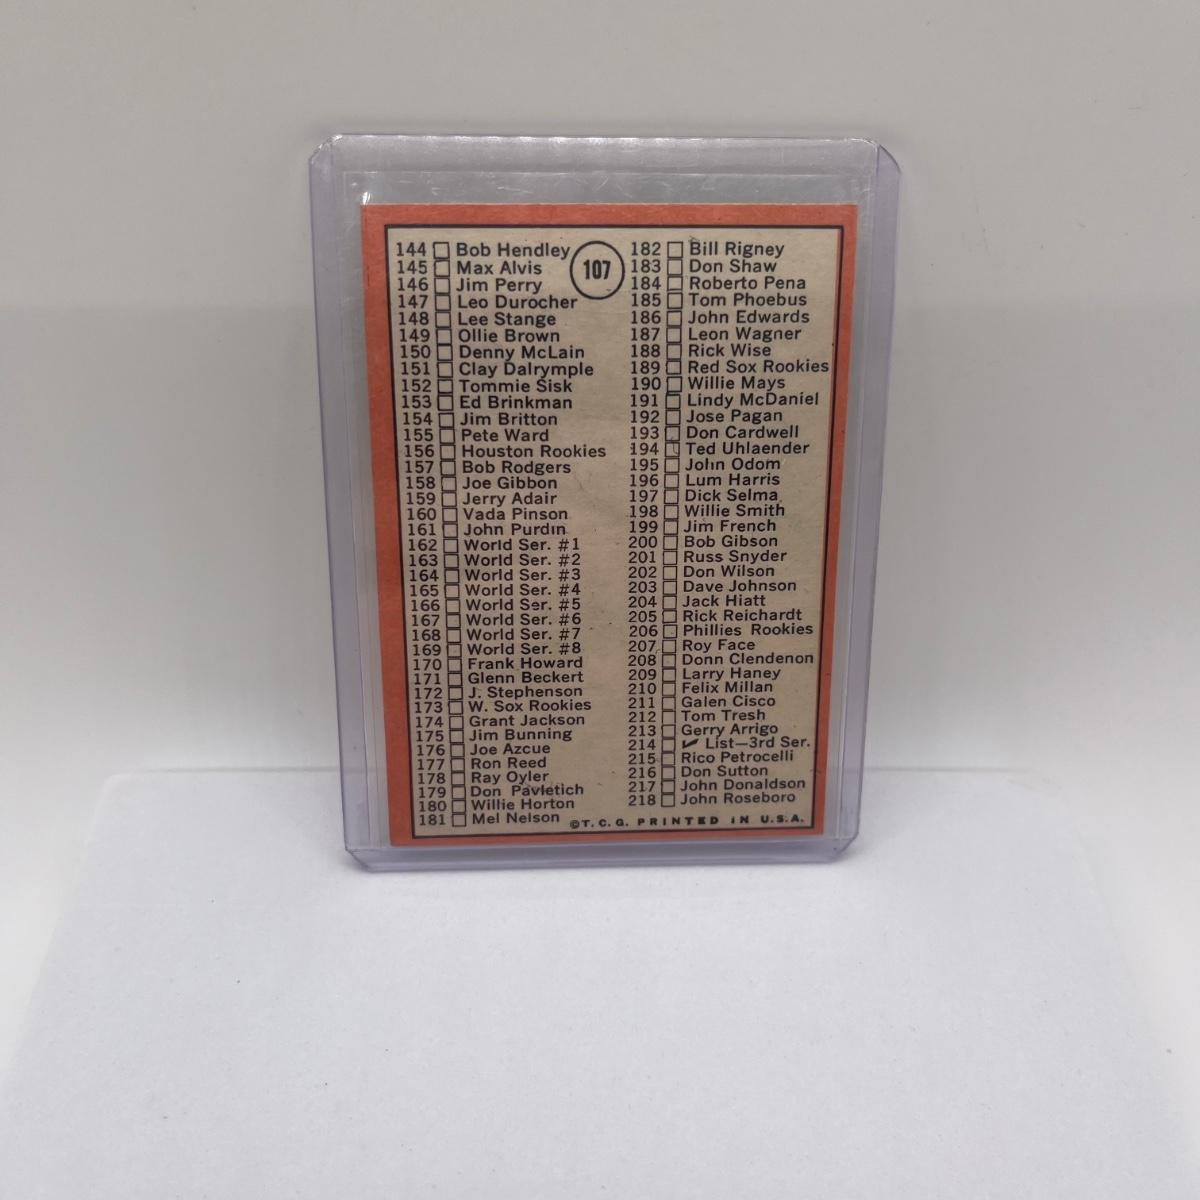 107
144 Bob Hendley
145 Max Alvis
146 Jim Perry
147 Leo Durocher
148 Lee Stange
149 Ollie Brown
150 Denny McLain
151 Clay Dalrymple
152 Tommie Sisk
153 Ed Brinkman
154 Jim Britton
155 Pete Ward
156 Houston Rookies
157 Bob Rodgers
158 Joe Gibbon
159 Jerry Adair
160 Vada Pinson
161 John Purdin
162 World Ser. #1
163 World Ser. #2
164 World Ser. #3
165 World Ser. #4
166 World Ser. #5
167 World Ser. #6
168 World Ser. #7
169 World Ser. #8
170 Frank Howard
171 Glenn Beckert
172 J. Stephenson
173 W. Sox Rookies
174 Grant Jackson
175 Jim Bunning
176 Joe Azcue
177 Ron Reed
178 Ray Oyler
179 Don Pavletich
180 Willie Horton
181 Mel Nelson
182 Bill Rigney
183 Don Shaw
184 Roberto Pena
185 Tom Phoebus
186 John Edwards
187 Leon Wagner
188 Rick Wise
189 Red Sox Rookies
190 Willie Mays
191 Lindy McDaniel
192 Jose Pagan
193 Don Cardwell
194 Ted Uhlaender
195 John Odom
196 Lum Harris
197 Dick Selma
198 Willie Smith
199 Jim French
200 Bob Gibson
201 Russ Snyder
202 Don Wilson
203 Dave Johnson
204 Jack Hiatt
205 Rick Reichardt
206 Phillies Rookies
207 Roy Face
208 Donn Clendenon
209 Larry Haney
210 Felix Millan
211 Galen Cisco
212 Tom Tresh
213 Gerry Arrigo
214 ✔ List—3rd Ser.
215 Rico Petrocelli
216 Don Sutton
217 John Donaldson
218 John Roseboro
©T. C. G. PRINTED IN U.S.A.